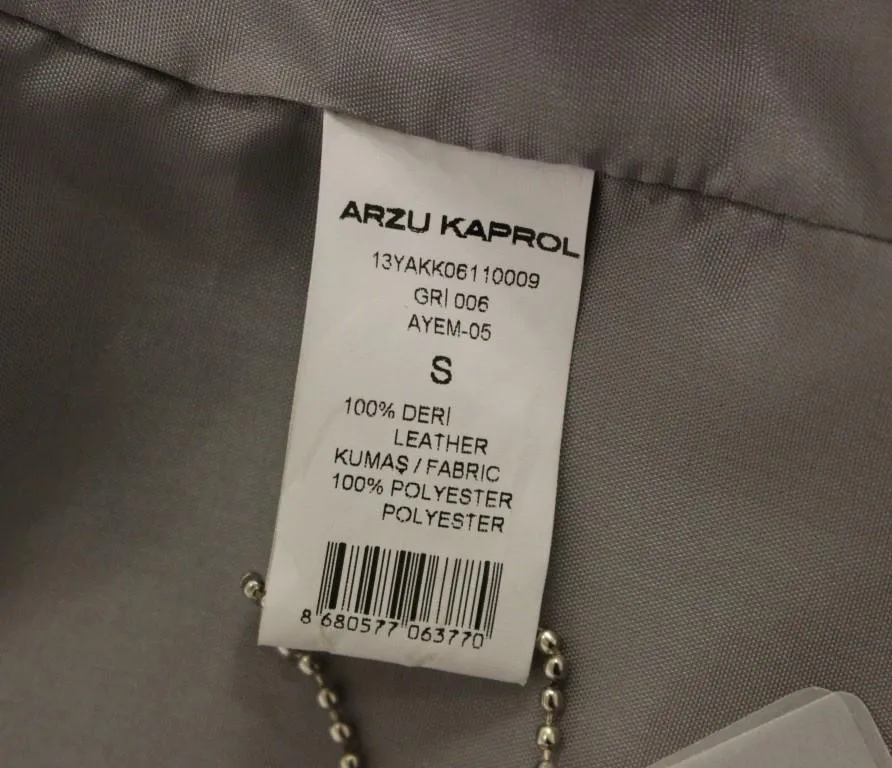 ARZU KAPROL
13YAKK06110009
GRİ 006
AYEM-05
S
100% DERİ
LEATHER
KUMAŞ / FABRIC
100% POLYESTER
POLYESTER
8 680577 063770